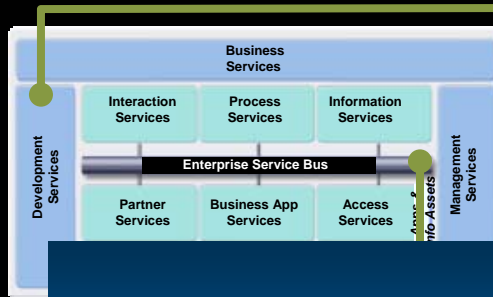 Business
Services
Interaction
Services
Process
Services
Information
Services
Development
Services
Enterprise Service Bus
Management
Services
Partner
Services
Business App
Services
Access
Services
Apps &
Info Assets